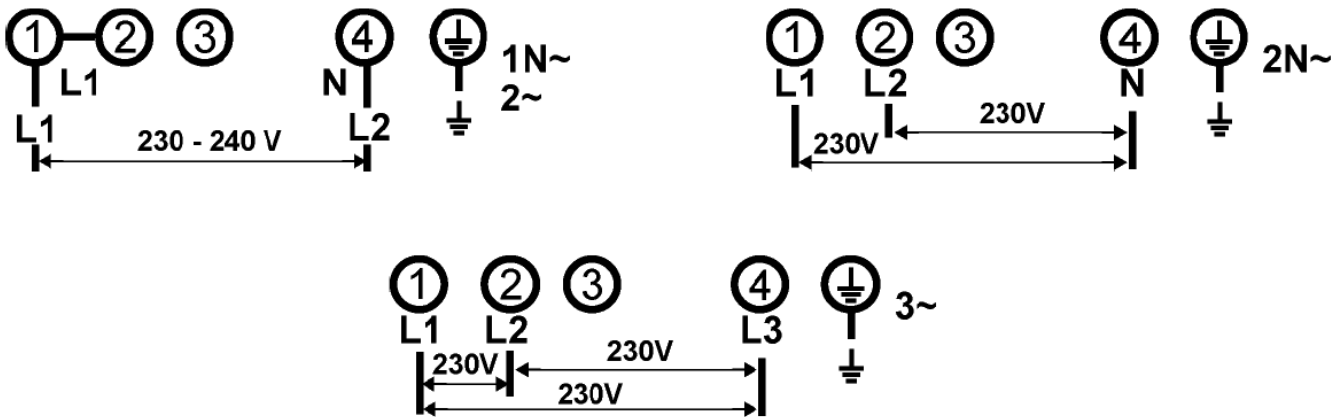 1 2 3 4 1N~
L1 N 2~
L1 L2
230 - 240 V
1 2 3 4 2N~
L1 L2 N
230V
230V
1 2 3 4 3~
L1 L2 L3
230V 230V
230V